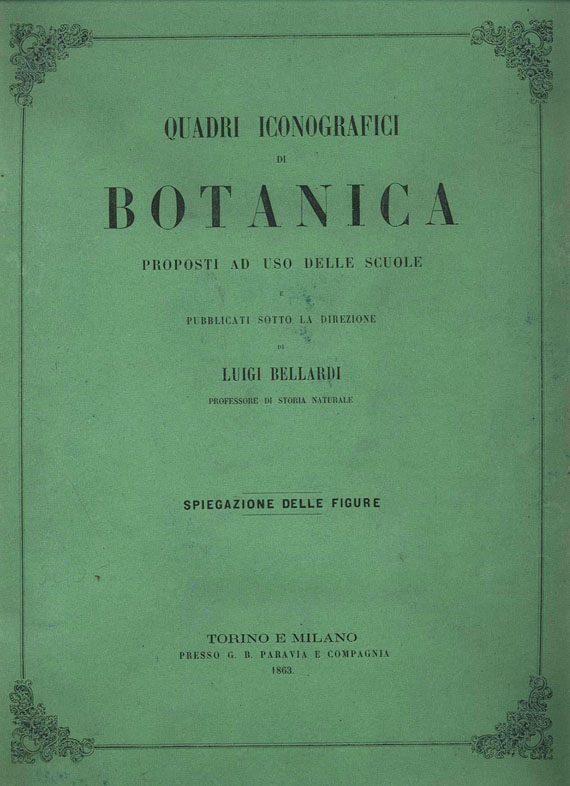 QUADRI ICONOGRAFICI
DI
BOTANICA
PROPOSTI AD USO DELLE SCUOLE
E
PUBBLICATI SOTTO LA DIREZIONE
DI
LUIGI BELLARDI
PROFESSORE DI STORIA NATURALE
SPIEGAZIONE DELLE FIGURE
TORINO E MILANO
PRESSO G. B. PARAVIA E COMPAGNIA
1863.